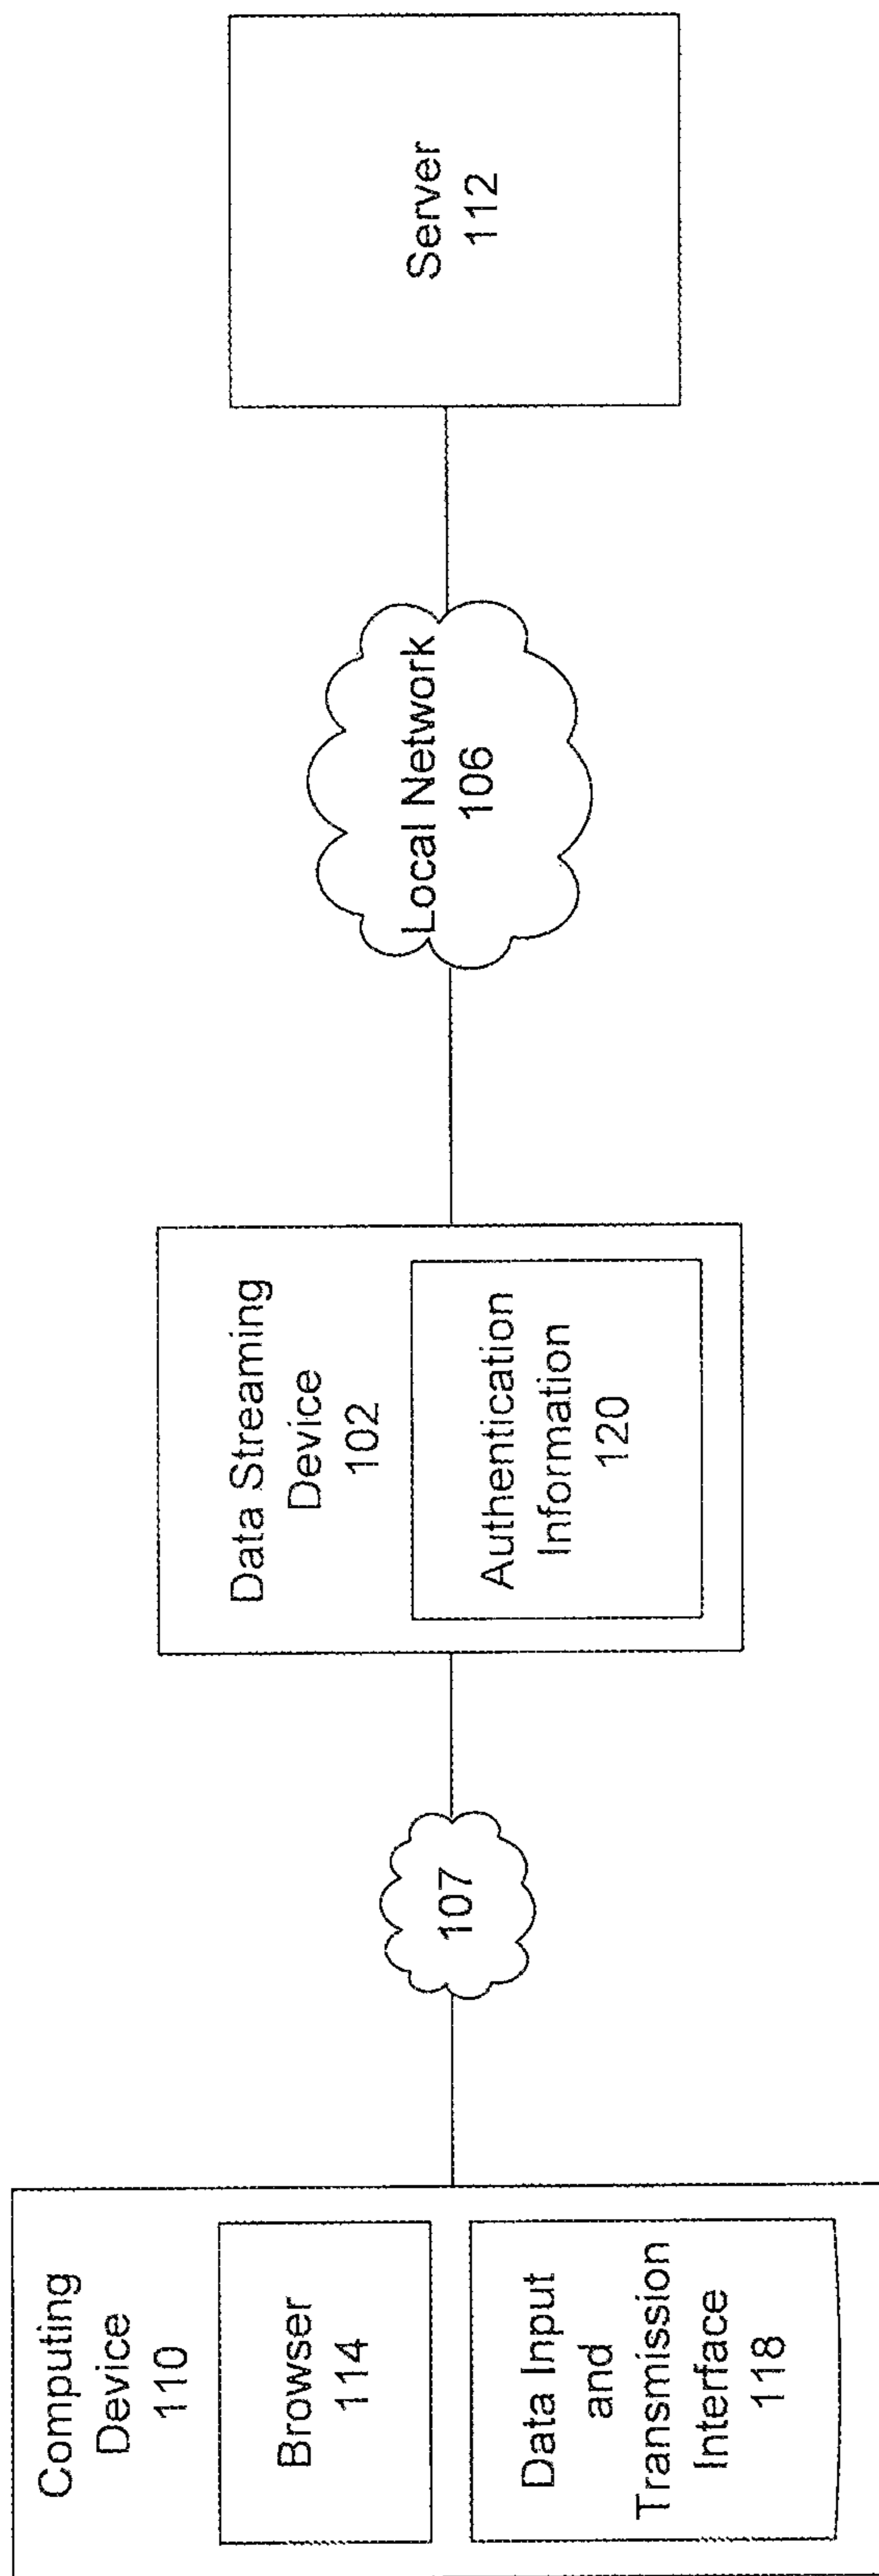 Computing
Device
110
Browser
114
Data Input
and
Transmission
Interface
118
107
Data Streaming
Device
102
Authentication
Information
120
Local Network
106
Server
112